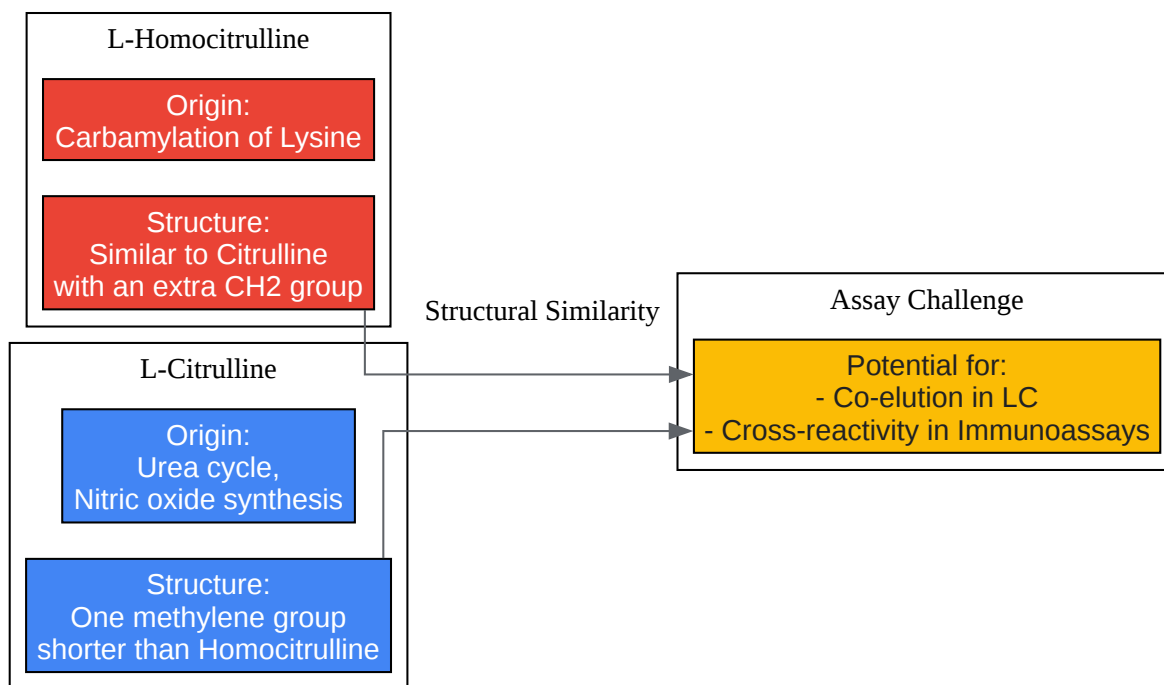 L-Homocitrulline
Origin:
Carbamylation of Lysine
Structure:
Similar to Citrulline
with an extra CH2 group
L-Citrulline
Origin:
Urea cycle,
Nitric oxide synthesis
Structure:
One methylene group
shorter than Homocitrulline
Structural Similarity
Assay Challenge
Potential for:
- Co-elution in LC
- Cross-reactivity in Immunoassays